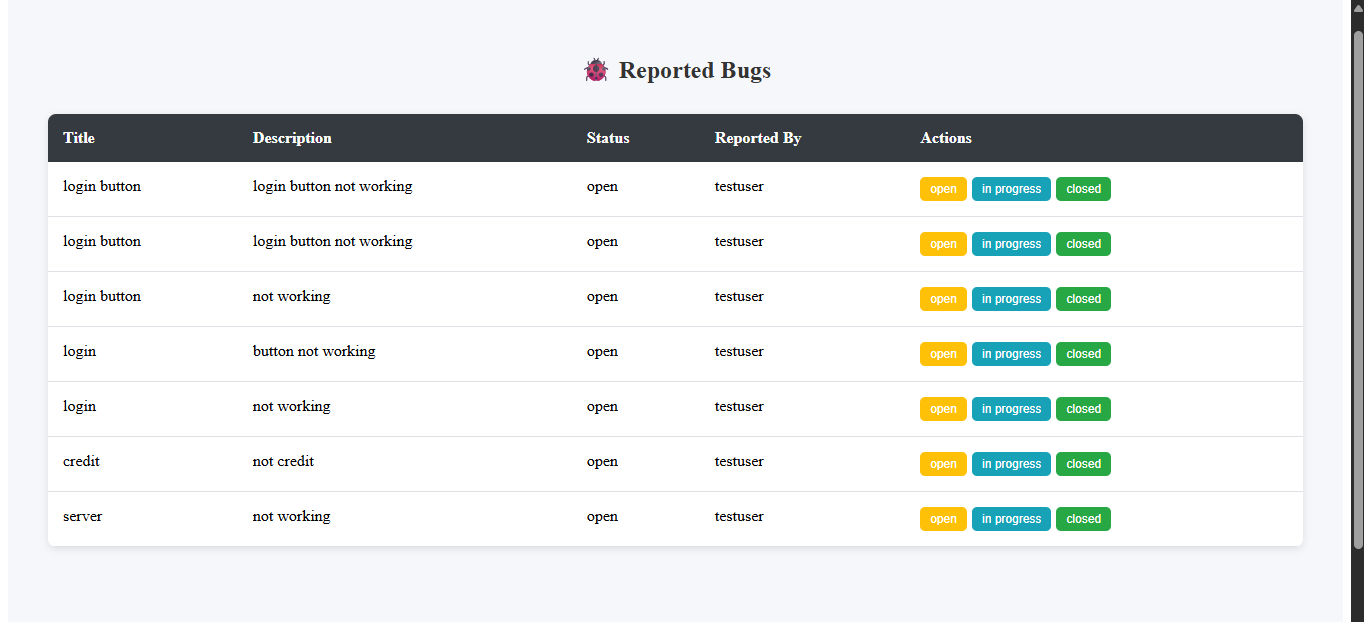 🐞 Reported Bugs
Title Description Status Reported By Actions
login button login button not working open testuser open in progress closed
login button login button not working open testuser open in progress closed
login button not working open testuser open in progress closed
login button not working open testuser open in progress closed
login not working open testuser open in progress closed
credit not credit open testuser open in progress closed
server not working open testuser open in progress closed